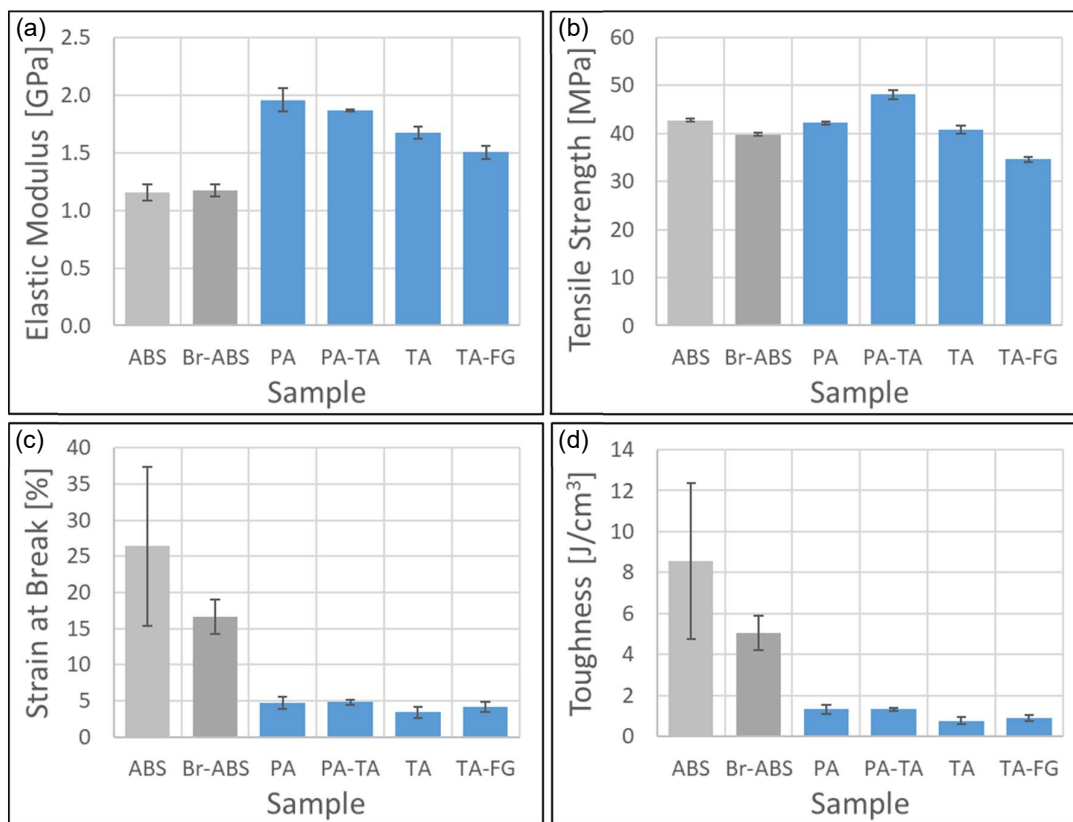 (a)
Elastic Modulus [GPa]
2.5
2.0
1.5
1.0
0.5
0.0
ABS Br-ABS PA PA-TA TA TA-FG
Sample
(b)
Tensile Strength [MPa]
60
50
40
30
20
10
0
ABS Br-ABS PA PA-TA TA TA-FG
Sample
(c)
Strain at Break [%]
40
35
30
25
20
15
10
5
0
ABS Br-ABS PA PA-TA TA TA-FG
Sample
(d)
Toughness [J/cm³]
14
12
10
8
6
4
2
0
ABS Br-ABS PA PA-TA TA TA-FG
Sample